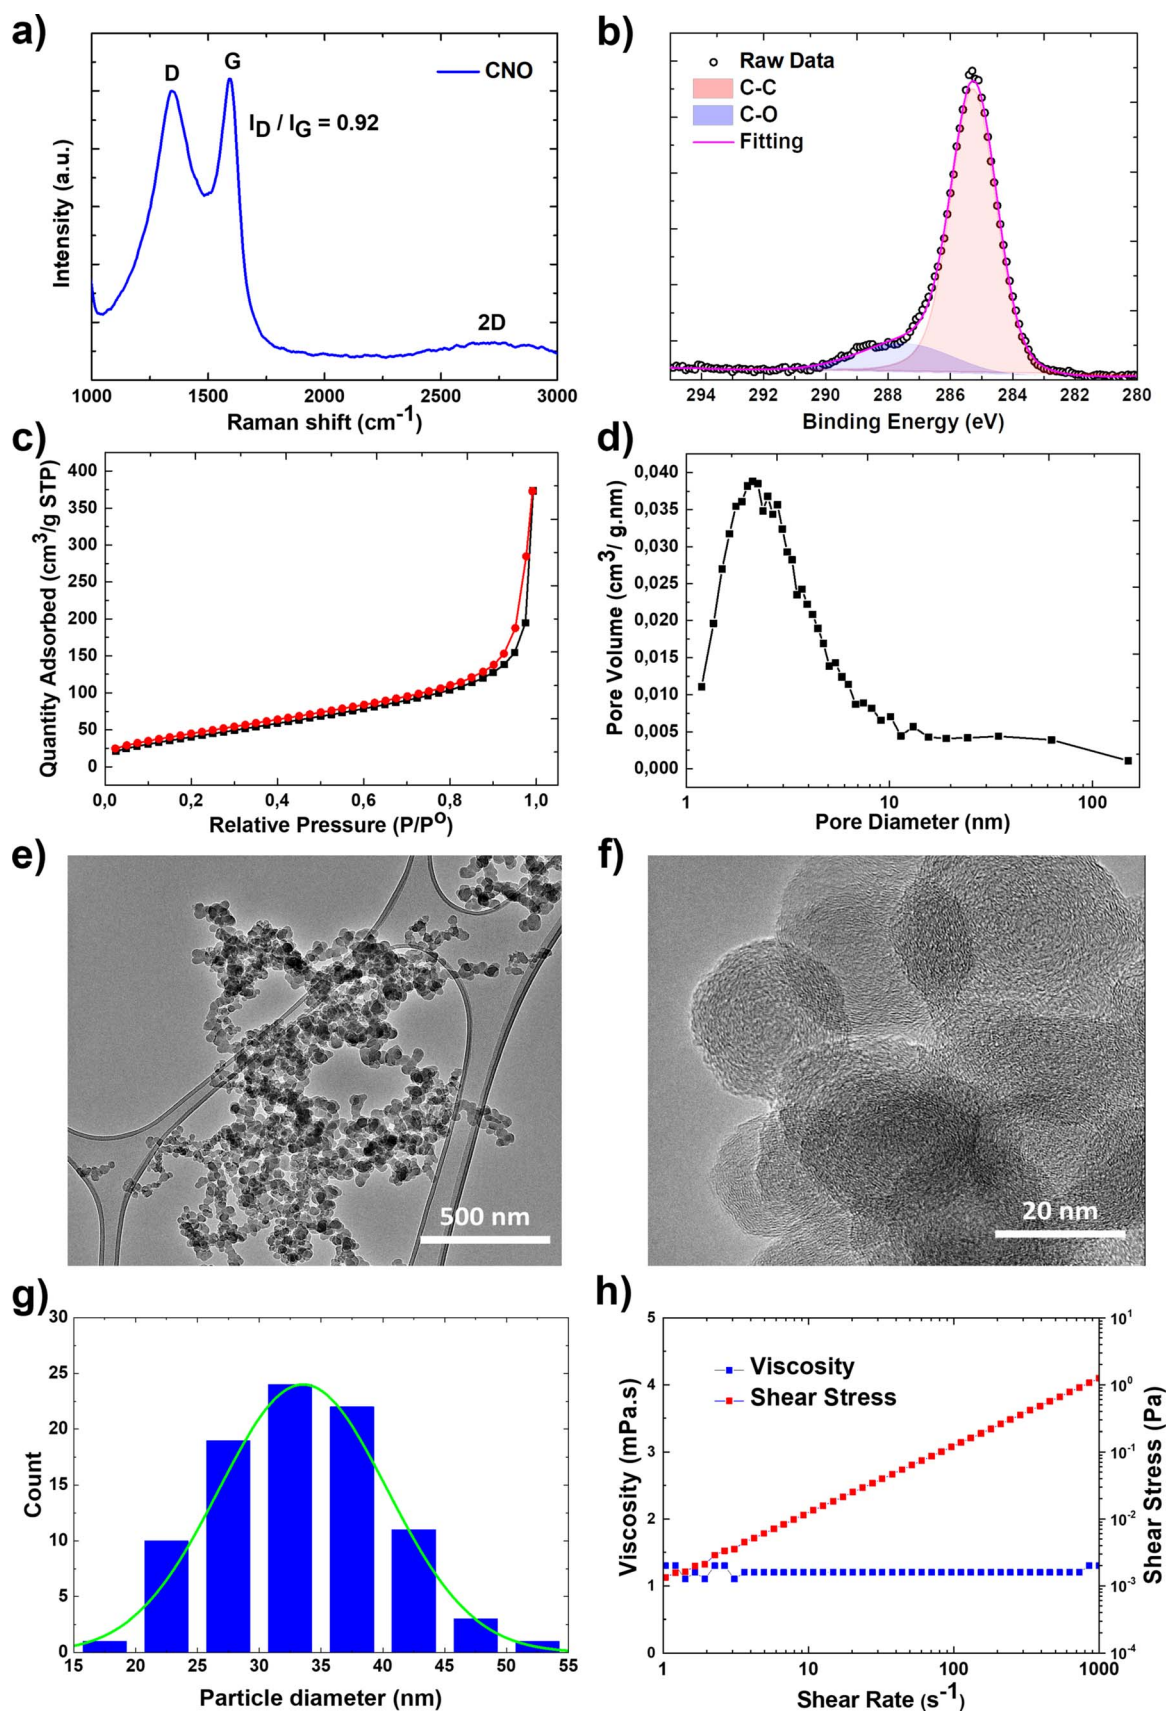 a)
D
G
CNO
I_D / I_G = 0.92
2D
Intensity (a.u.)
1000 1500 2000 2500 3000
Raman shift (cm⁻¹)
b)
Raw Data
C-C
C-O
Fitting
294 292 290 288 286 284 282 280
Binding Energy (eV)
c)
400
350
300
250
200
150
100
50
0
Quantity Adsorbed (cm³/g STP)
0,0 0,2 0,4 0,6 0,8 1,0
Relative Pressure (P/P°)
d)
0,040
0,035
0,030
0,025
0,020
0,015
0,010
0,005
0,000
Pore Volume (cm³/ g.nm)
1 10 100
Pore Diameter (nm)
e)
500 nm
f)
20 nm
g)
30
25
20
15
10
5
0
Count
15 20 25 30 35 40 45 50 55
Particle diameter (nm)
h)
Viscosity
Shear Stress
5
4
3
2
1
0
Viscosity (mPa.s)
10¹
10⁰
10⁻¹
10⁻²
10⁻³
10⁻⁴
Shear Stress (Pa)
1 10 100 1000
Shear Rate (s⁻¹)